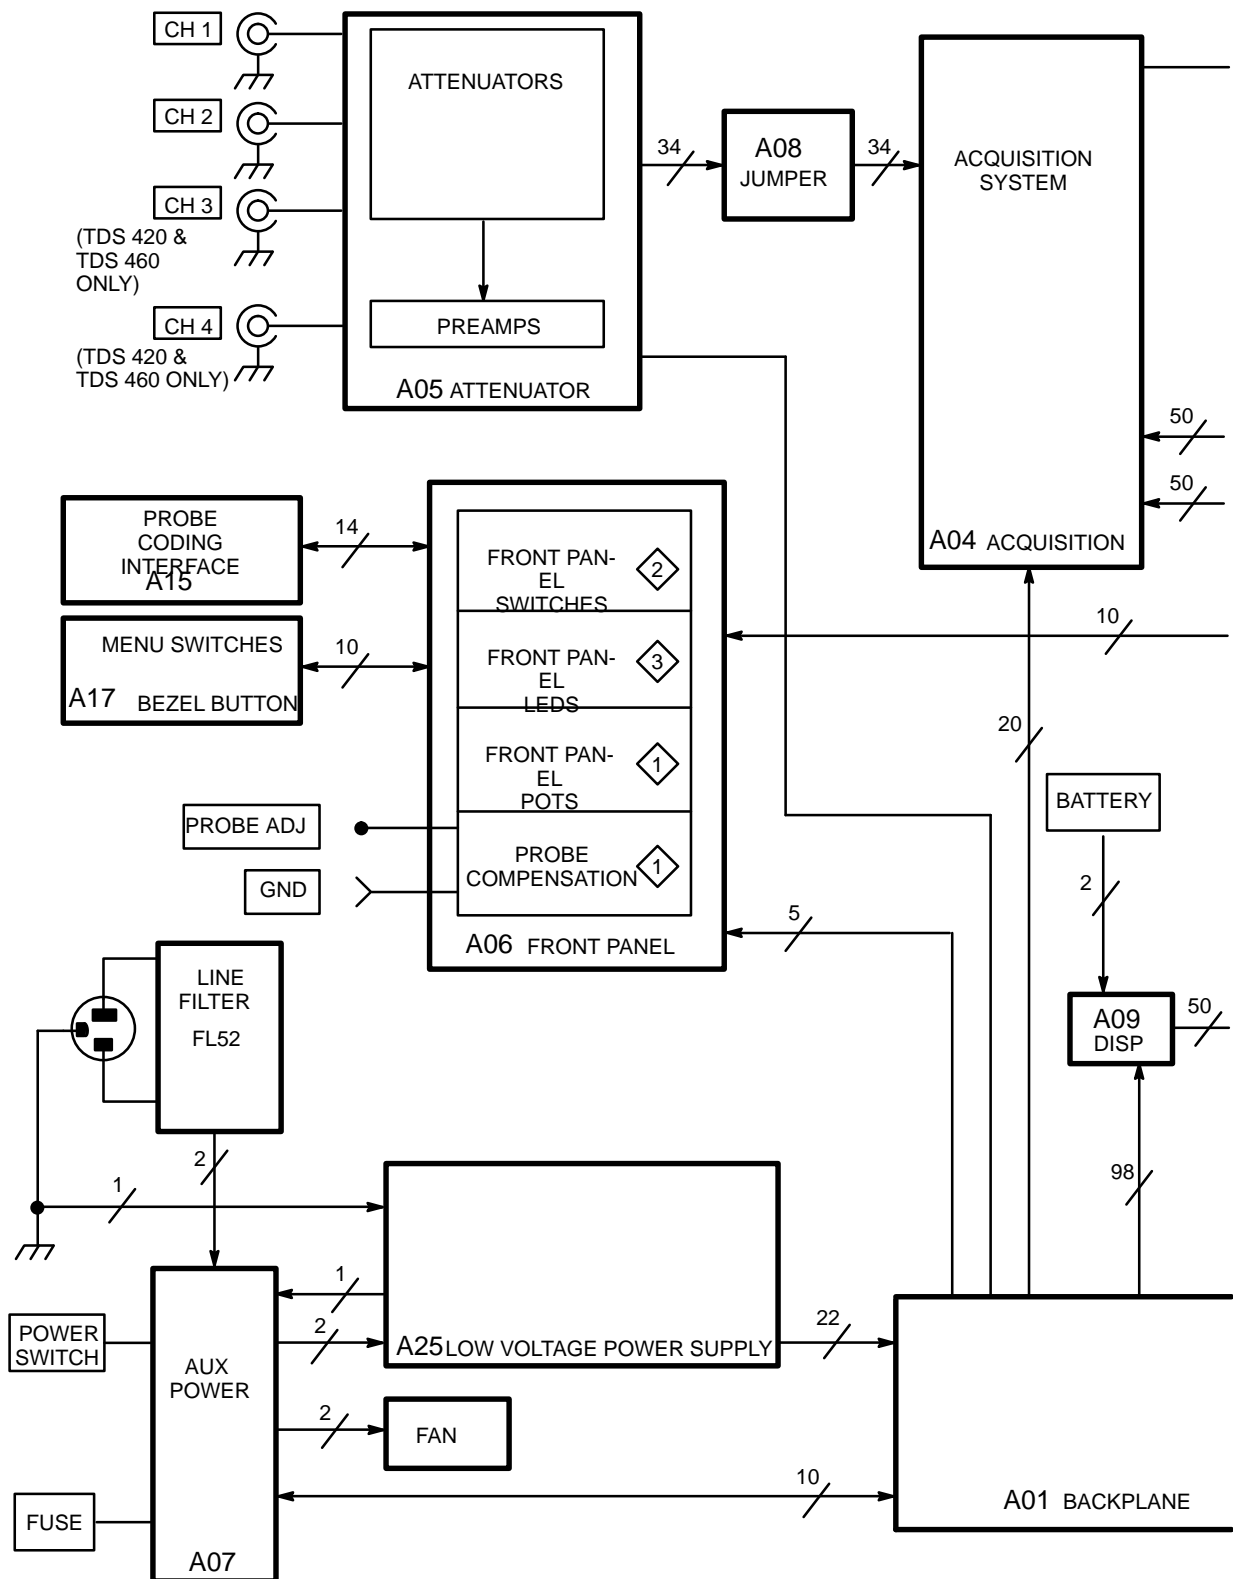 CH 1
CH 2
CH 3
(TDS 420 &
TDS 460
ONLY)
CH 4
(TDS 420 &
TDS 460 ONLY)
ATTENUATORS
PREAMPS
A05 ATTENUATOR
34
A08
JUMPER
34
ACQUISITION
SYSTEM
50
50
A04 ACQUISITION
PROBE
CODING
INTERFACE
A15
14
MENU SWITCHES
A17 BEZEL BUTTON
10
FRONT PAN-
EL
SWITCHES
2
FRONT PAN-
EL
LEDS
3
FRONT PAN-
EL
POTS
1
PROBE
COMPENSATION
1
A06 FRONT PANEL
PROBE ADJ
GND
10
20
5
BATTERY
2
A09
DISP
50
98
LINE
FILTER
FL52
2
1
1
2
A25 LOW VOLTAGE POWER SUPPLY
22
POWER
SWITCH
AUX
POWER
2
FAN
10
FUSE
A07
A01 BACKPLANE